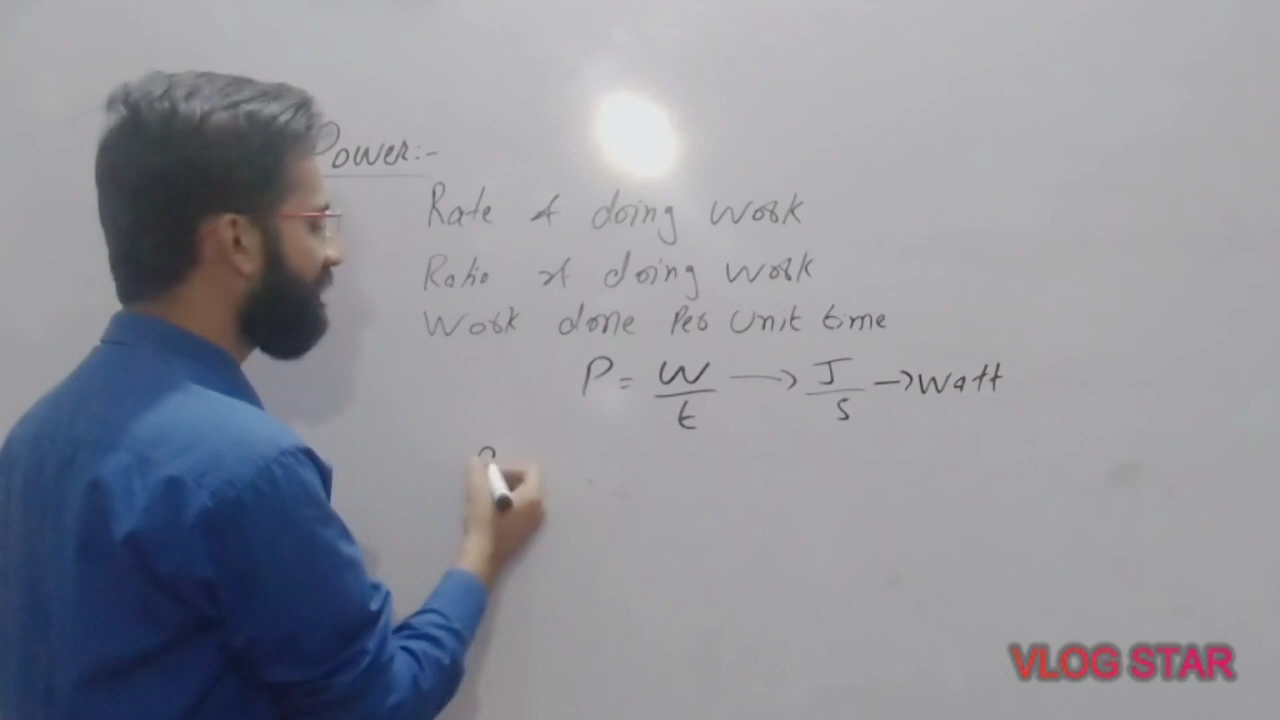 Power:-
Rate of doing work
Ratio of doing work
Work done Per Unit time
P = W/t → J/s → Watt
VLOG STAR